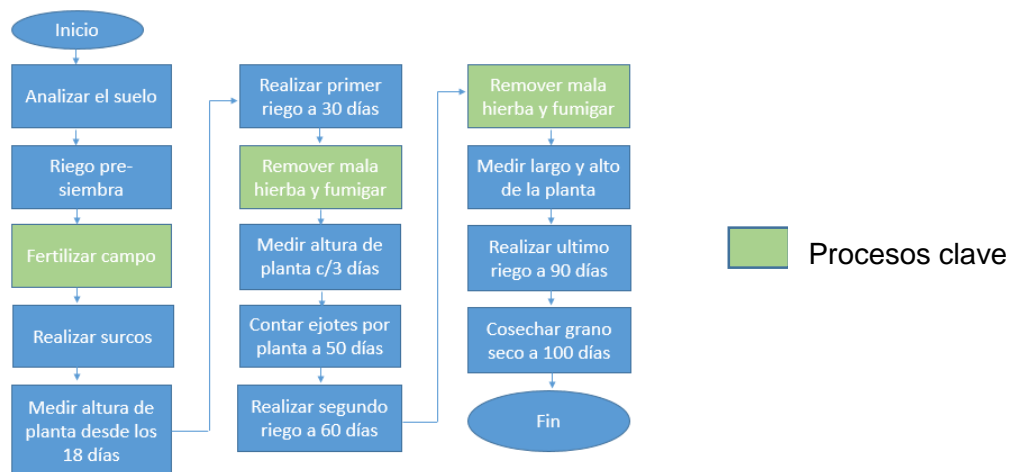 Inicio
Analizar el suelo
Riego pre-
siembra
Fertilizar campo
Realizar surcos
Medir altura de
planta desde los
18 días
Realizar primer
riego a 30 días
Remover mala
hierba y fumigar
Medir altura de
planta c/3 días
Contar ejotes por
planta a 50 días
Realizar segundo
riego a 60 días
Remover mala
hierba y fumigar
Medir largo y alto
de la planta
Realizar ultimo
riego a 90 días
Cosechar grano
seco a 100 días
Fin
Procesos clave